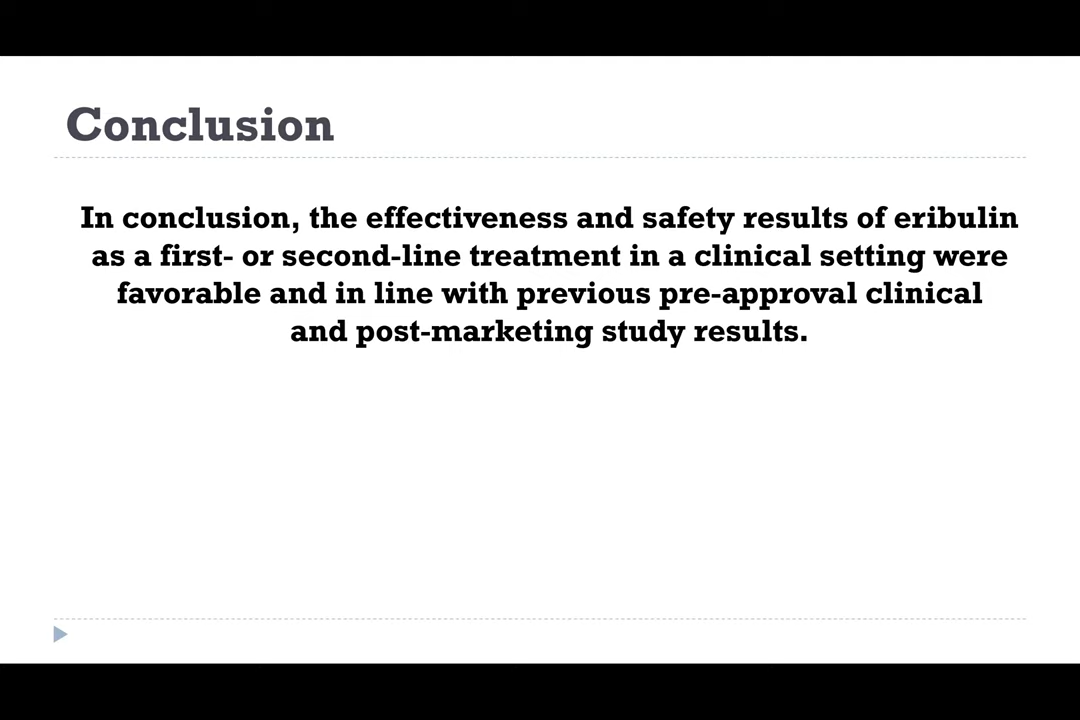 Conclusion
In conclusion, the effectiveness and safety results of eribulin
as a first- or second-line treatment in a clinical setting were
favorable and in line with previous pre-approval clinical
and post-marketing study results.